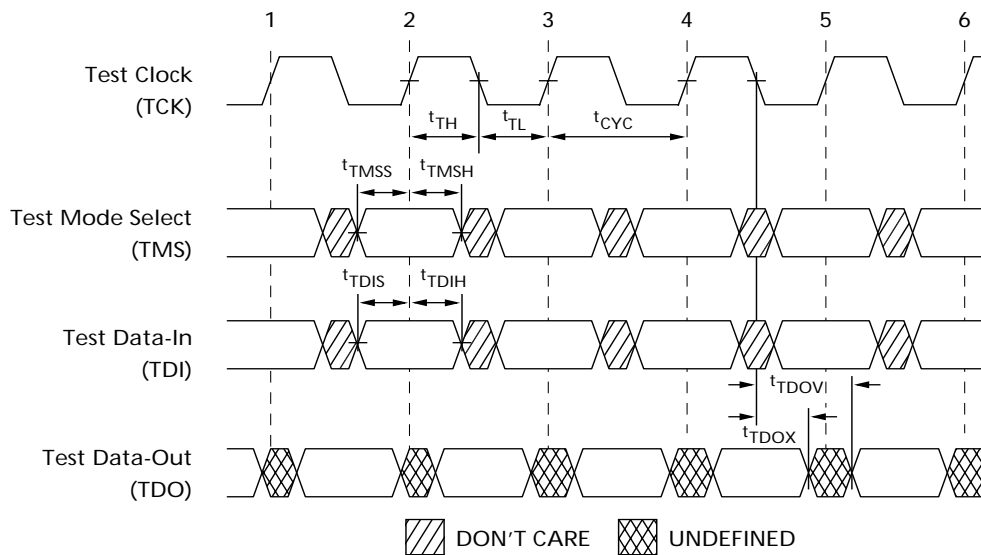 1 2 3 4 5 6
Test Clock
(TCK)
tTH tTL tCYC
tTMSS tTMSH
Test Mode Select
(TMS)
tTDIS tTDIH
Test Data-In
(TDI)
tTDOV
tTDOX
Test Data-Out
(TDO)
DON'T CARE UNDEFINED